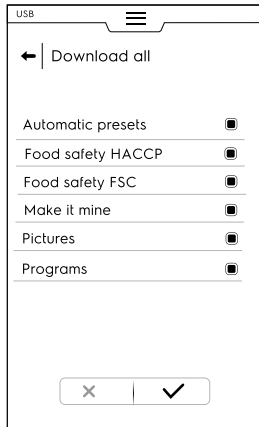 USB
Download all
Automatic presets
Food safety HACCP
Food safety FSC
Make it mine
Pictures
Programs